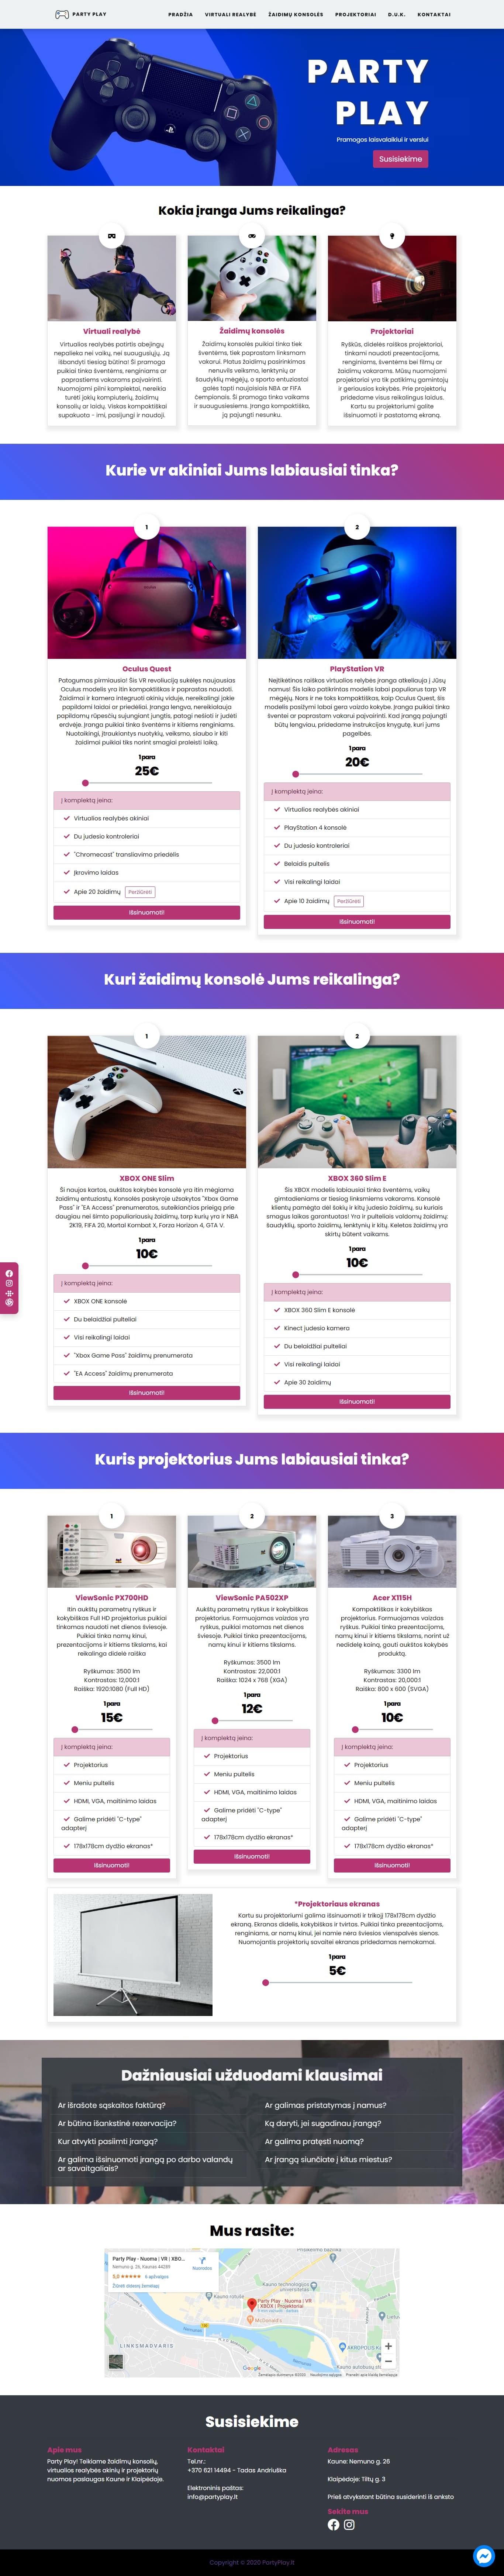 PARTY PLAY
PRADŽIA VIRTUALI REALYBĖ ŽAIDIMŲ KONSOLĖS PROJEKTORIAI D.U.K. KONTAKTAI
PARTY
PLAY
Pramogos laisvalaikiui ir verslui
Susisiekime
Kokia įranga Jums reikalinga?
Virtuali realybė
Virtualios realybės patirtis abejingų
nepalieka nei vaikų, nei suaugusiųjų. Ją
išbandyti tiesiog būtina! Ši pramoga
puikiai tinka šventėms, renginiams ar
paprastiems vakarams paįvairinti.
Nuomojami pilni komplektai, nereikia
turėti jokių kompiuterių, žaidimų
konsolių ar laidų. Viskas kompaktiškai
supakuota - imi, pasijungi ir naudoji.
Žaidimų konsolės
Žaidimų konsolės puikiai tinka tiek
šventėms, tiek paprastam linksmam
vakarui. Platus žaidimų pasirinkimas
nenuvils veiksmo, lenktynių ar
šaudyklių mėgėjų, o sporto entuziastai
galės tapti naujaisiais NBA ar FIFA
čempionais. Ši pramoga tinka vaikams
ir suaugusiesiems. Įranga kompaktiška,
ją pajungti nesunku.
Projektoriai
Ryškūs, didelės raiškos projektoriai,
tinkami naudoti prezentacijoms,
renginiams, šventėms bei filmų ar
žaidimų vakarams. Mūsų nuomojami
projektoriai yra tik patikimų gamintojų
ir geriausios kokybės. Prie projektorių
pridedame visus reikalingus laidus.
Kartu su projektoriumi galite
išsinuomoti ir pastatomą ekraną.
Kurie vr akiniai Jums labiausiai tinka?
1
Oculus Quest
Patogumas pirmiausia! Šis VR revoliuciją sukėlęs naujausias
Oculus modelis yra itin kompaktiškas ir paprastas naudoti.
Žaidimai ir kamera integruoti akinių viduje, nereikalingi jokie
papildomi laidai ar priedėliai. Įranga lengva, nereikalauja
papildomų rūpesčių sujungiant jungtis, patogi nešioti ir judėti
erdvėje. Įranga puikiai tinka šventėms ir kitiems renginiams.
Nuotaikingi, įtraukiantys nuotykių, veiksmo, siaubo ir kiti
žaidimai puikiai tiks norint smagiai praleisti laiką.
1 para
25€
Į komplektą įeina:
Virtualios realybės akiniai
Du judesio kontroleriai
"Chromecast" transliavimo priedėlis
Įkrovimo laidas
Apie 20 žaidimų Peržiūrėti
Išsinuomoti!
2
PlayStation VR
Neįtikėtinos raiškos virtualios relybės įranga atkeliauja į Jūsų
namus! Šis laiko patikrintas modelis labai populiarus tarp VR
mėgėjų. Nors ir ne toks kompaktiškas, kaip Oculus Quest, šis
modelis pasižymi labai gera vaizdo kokybe. Įranga puikiai tinka
šventei ar paprastam vakarui paįvairinti. Kad įrangą pajungti
būtų lengviau, pridedame instrukcijos knygutę, kuri jums
pagelbės.
1 para
20€
Į komplektą įeina:
Virtualios realybės akiniai
PlayStation 4 konsolė
Du judesio kontroleriai
Belaidis pultelis
Visi reikalingi laidai
Apie 10 žaidimų Peržiūrėti
Išsinuomoti!
Kuri žaidimų konsolė Jums reikalinga?
1
XBOX ONE Slim
Ši naujos kartos, aukštos kokybės konsolė yra itin mėgiama
žaidimų entuziastų. Konsolės paskyroje užsakytos "Xbox Game
Pass" ir "EA Access" prenumeratos, suteikiančios prieigą prie
daugiau nei šimto populiariausių žaidimų, tarp kurių yra ir NBA
2K19, FIFA 20, Mortal Kombat X, Forza Horizon 4, GTA V.
1 para
10€
Į komplektą įeina:
XBOX ONE konsolė
Du belaidžiai pulteliai
Visi reikalingi laidai
"Xbox Game Pass" žaidimų prenumerata
"EA Access" žaidimų prenumerata
Išsinuomoti!
2
XBOX 360 Slim E
Šis XBOX modelis labiausiai tinka šventėms, vaikų
gimtadieniams ar tiesiog linksmiems vakarams. Konsolė
klientų pamėgta dėl šokių ir kitų judesio žaidimų, su kuriais
smagus laikas garantuotas! Yra ir pulteliais valdomų žaidimų:
šaudyklių, sporto žaidimų, lenktynių ir kitų. Keletas žaidimų yra
skirtų būtent vaikams.
1 para
10€
Į komplektą įeina:
XBOX 360 Slim E konsolė
Kinect judesio kamera
Du belaidžiai pulteliai
Visi reikalingi laidai
Apie 30 žaidimų
Išsinuomoti!
Kuris projektorius Jums labiausiai tinka?
1
ViewSonic PX700HD
Itin aukštų parametrų ryškus ir
kokybiškas Full HD projektorius puikiai
tinkamas naudoti net dienos šviesoje.
Puikiai tinka namų kinui,
prezentacijoms ir kitiems tikslams, kai
reikalinga didelė raiška
Ryškumas: 3500 lm
Kontrastas: 12,000:1
Raiška: 1920:1080 (Full HD)
1 para
15€
Į komplektą įeina:
Projektorius
Meniu pultelis
HDMI, VGA, maitinimo laidas
Galime pridėti "C-type"
adapterį
178x178cm dydžio ekranas*
Išsinuomoti!
2
ViewSonic PA502XP
Aukštų parametrų ryškus ir kokybiškas
projektorius. Formuojamas vaizdas yra
ryškus, puikiai matomas net dienos
šviesoje. Puikiai tinka prezentacijoms,
namų kinui ir kitiems tikslams.
Ryškumas: 3500 lm
Kontrastas: 22,000:1
Raiška: 1024 x 768 (XGA)
1 para
12€
Į komplektą įeina:
Projektorius
Meniu pultelis
HDMI, VGA, maitinimo laidas
Galime pridėti "C-type"
adapterį
178x178cm dydžio ekranas*
Išsinuomoti!
3
Acer X115H
Kompaktiškas ir kokybiškas
projektorius. Formuojamas vaizdas
ryškus. Puikiai tinka prezentacijoms,
namų kinui ir kitiems tikslams, norint už
nedidelę kainą, gauti aukštos kokybės
produktą.
Ryškumas: 3300 lm
Kontrastas: 20,000:1
Raiška: 800 x 600 (SVGA)
1 para
10€
Į komplektą įeina:
Projektorius
Meniu pultelis
HDMI, VGA, maitinimo laidas
Galime pridėti "C-type"
adapterį
178x178cm dydžio ekranas*
Išsinuomoti!
*Projektoriaus ekranas
Kartu su projektoriumi galima išsinuomoti ir trikojį 178x178cm dydžio
ekraną. Ekranas didelis, kokybiškas ir tvirtas. Puikiai tinka prezentacijoms,
renginiams, ar namų kinui, jei namie nėra šviesios vienspalvės sienos.
Nuomojantis projektorių savaitei ekranas pridedamas nemokamai.
1 para
5€
Dažniausiai užduodami klausimai
Ar išrašote sąskaitos faktūrą?
Ar būtina išankstinė rezervacija?
Kur atvykti pasiimti įrangą?
Ar galima išsinuomoti įrangą po darbo valandų
ar savaitgaliais?
Ar galimas pristatymas į namus?
Ką daryti, jei sugadinau įrangą?
Ar galima pratęsti nuomą?
Ar įrangą siunčiate į kitus miestus?
Mus rasite:
Party Play - Nuoma | VR | XBO...
Nemuno g. 26, Kaunas 44289
5,0 6 apžvalgos
Žiūrėti didesnį žemėlapį
Nuorodos
Kauno rotušė
Kauno technologijos
universitetas
Party Play - Nuoma | VR
| XBOX | Projektoriai
McDonald's
LINKSMADVARIS
AKROPOLIS Kaunas
Kauno autobusų stotis
Google
Susisiekime
Apie mus
Party Play! Teikiame žaidimų konsolių,
virtualios realybės akinių ir projektorių
nuomos paslaugas Kaune ir Klaipėdoje.
Kontaktai
Tel.nr.:
+370 621 14494 - Tadas Andriuška
Elektroninis paštas:
info@partyplay.lt
Adresas
Kaune: Nemuno g. 26
Klaipėdoje: Tiltų g. 3
Prieš atvykstant būtina susiderinti iš anksto
Sekite mus
Copyright © 2020 PartyPlay.lt